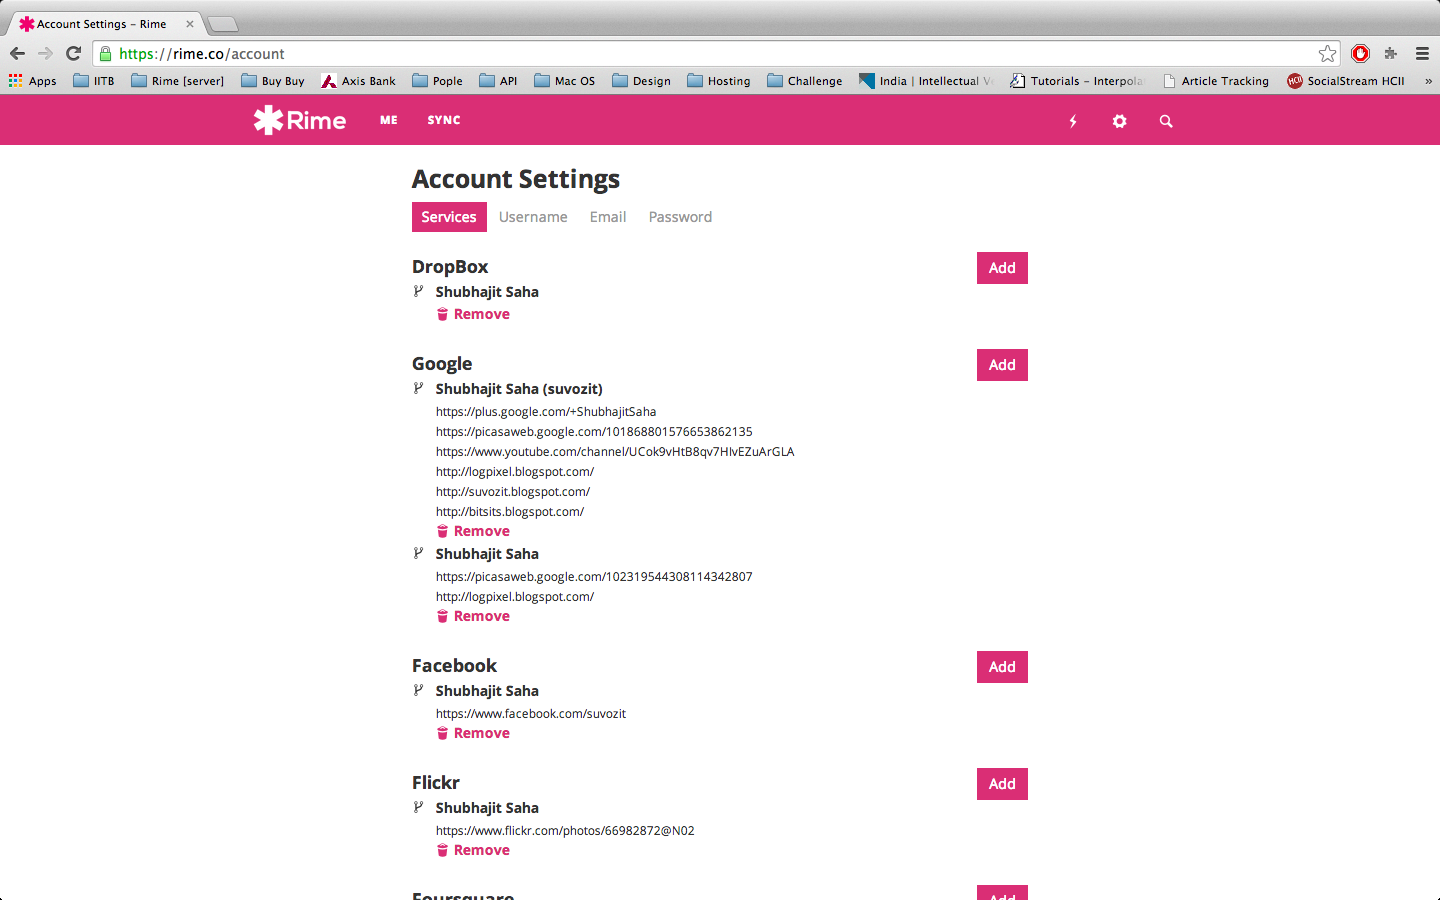 Account Settings – Rime
https://rime.co/account
Apps IITB Rime [server] Buy Buy Axis Bank Pople API Mac OS Design Hosting Challenge India | Intellectual Tutorials – Article Tracking SocialStream HCII »
Rime ME SYNC
Account Settings
Services Username Email Password
DropBox Add
Shubhajit Saha
Remove
Google Add
Shubhajit Saha (suvozit)
https://plus.google.com/+ShubhajitSaha
https://picasaweb.google.com/101868801576653862135
https://www.youtube.com/channel/UCok9vHtB8qv7HIvEZuArGLA
http://logpixel.blogspot.com/
http://suvozit.blogspot.com/
http://bitsits.blogspot.com/
Remove
Shubhajit Saha
https://picasaweb.google.com/102319544308114342807
http://logpixel.blogspot.com/
Remove
Facebook Add
Shubhajit Saha
https://www.facebook.com/suvozit
Remove
Flickr Add
Shubhajit Saha
https://www.flickr.com/photos/66982872@N02
Remove
Foursquare Add